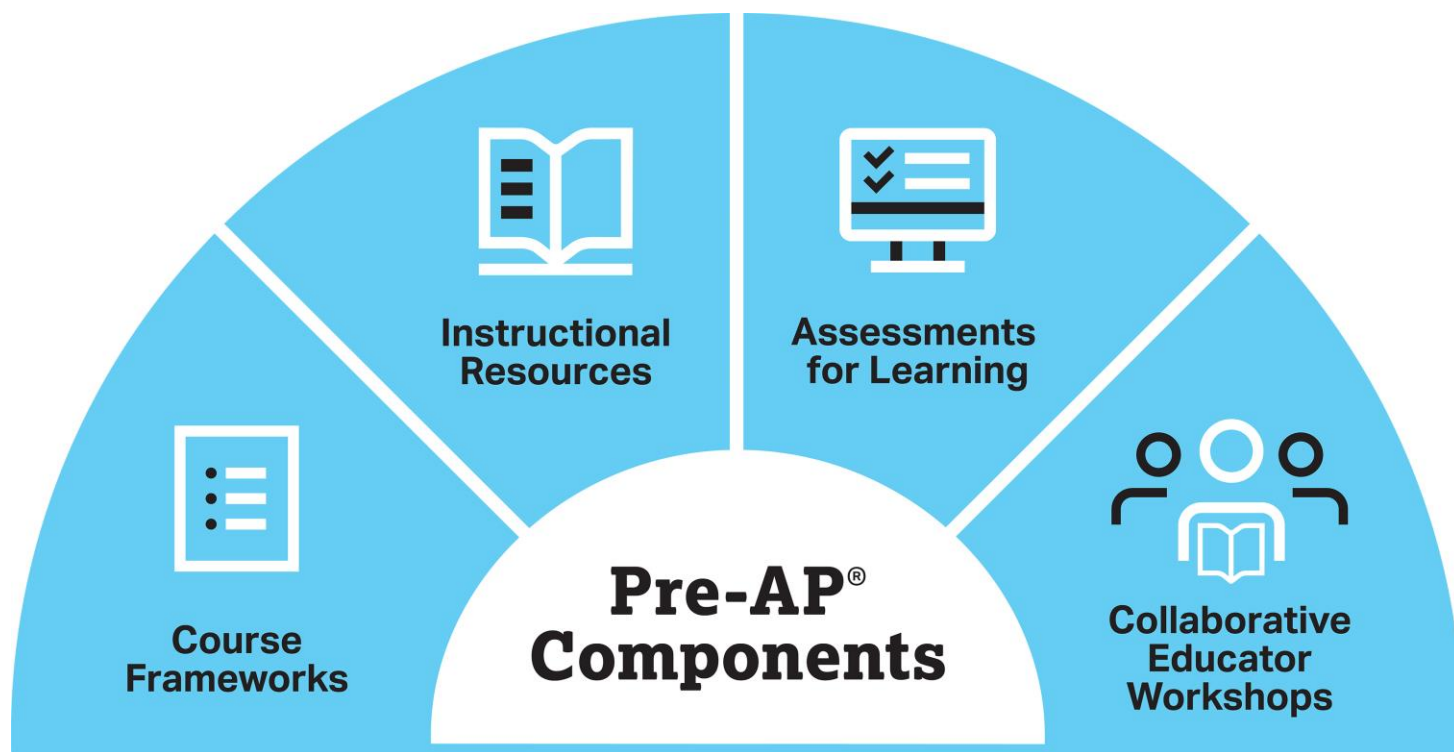 Instructional
Resources
Assessments
for Learning
Course
Frameworks
Pre-AP®
Components
Collaborative
Educator
Workshops